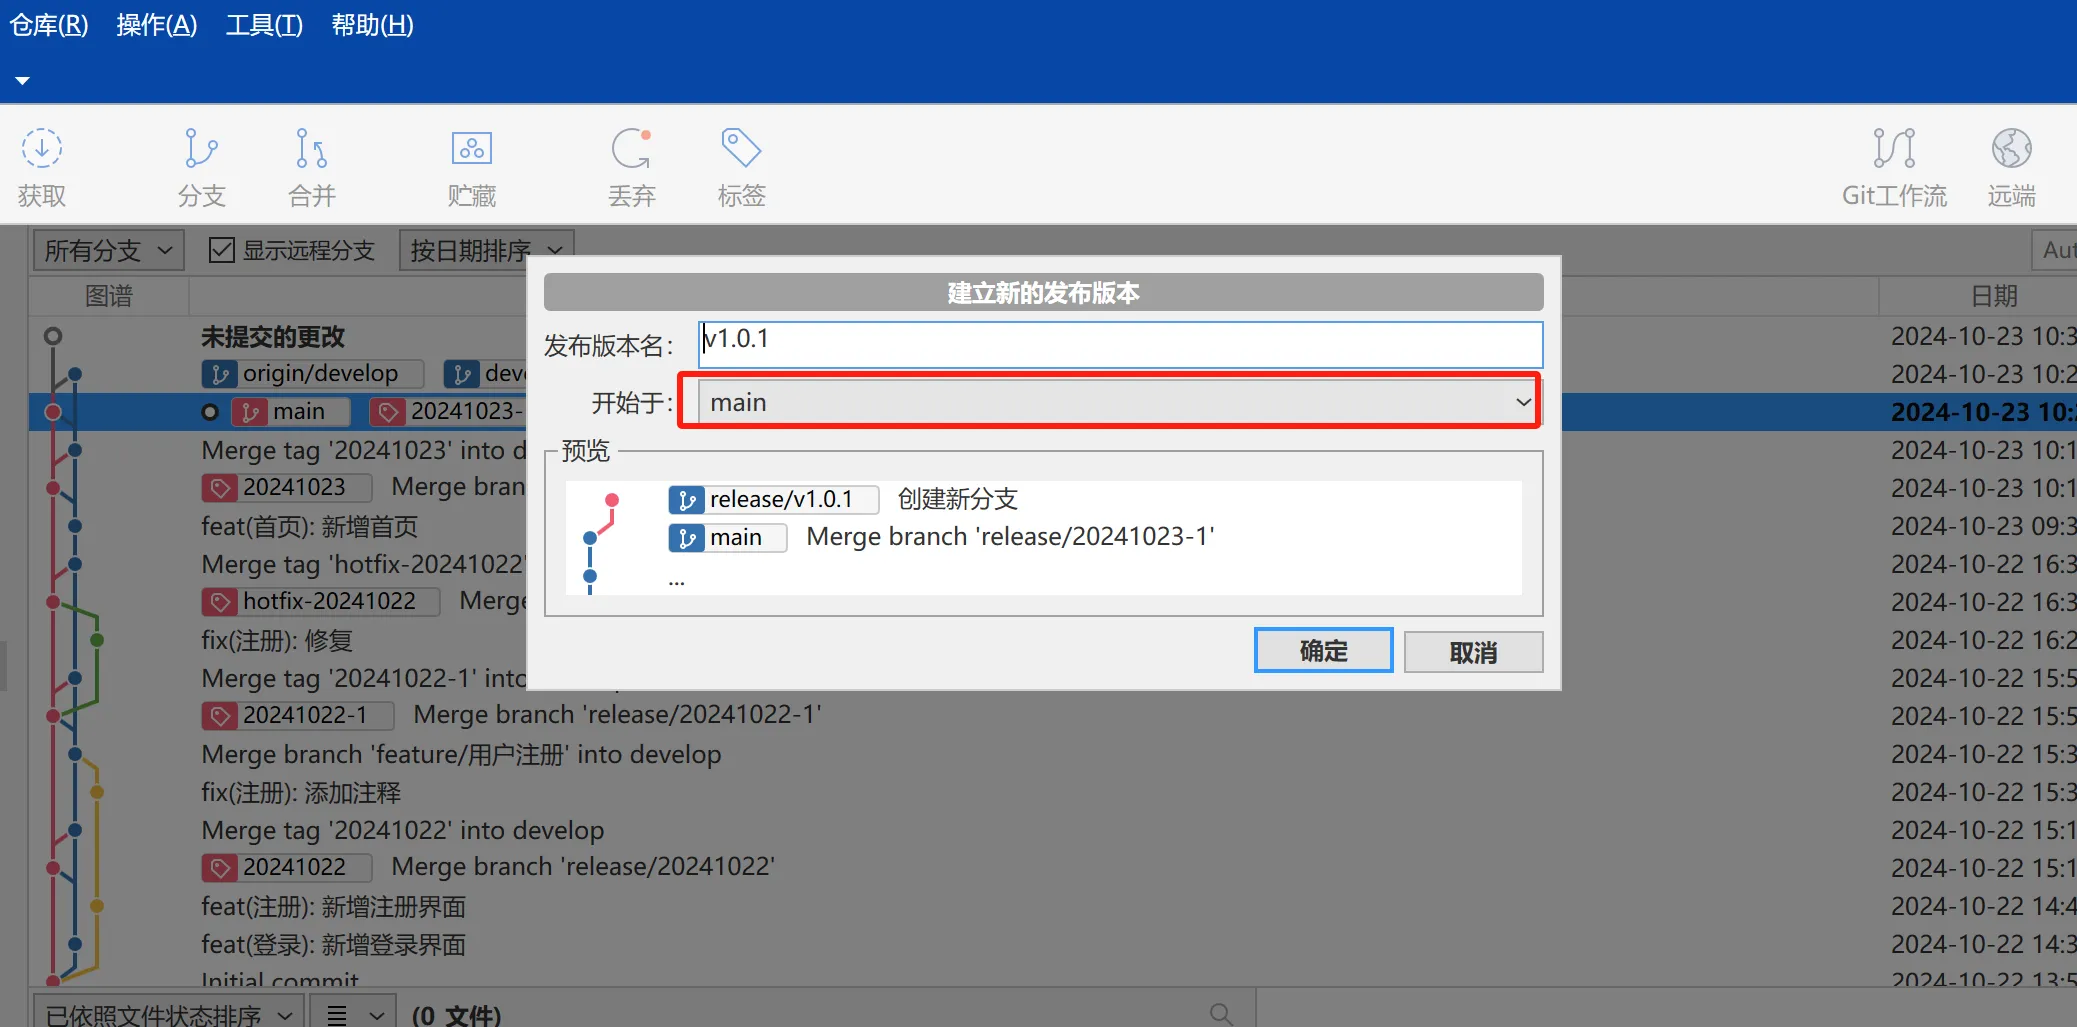 仓库(R) 操作(A) 工具(T) 帮助(H)
获取 分支 合并 贮藏 丢弃 标签 Git工作流 远端
所有分支 显示远程分支 按日期排序
图谱 日期
建立新的发布版本
发布版本名: v1.0.1
开始于: main
预览
release/v1.0.1 创建新分支
main Merge branch 'release/20241023-1'
...
确定 取消
未提交的更改 2024-10-23 10:3
origin/develop dev 2024-10-23 10:2
main 20241023- 2024-10-23 10:
Merge tag '20241023' into d 2024-10-23 10:1
20241023 Merge bran 2024-10-23 10:1
feat(首页): 新增首页 2024-10-23 09:3
Merge tag 'hotfix-20241022' 2024-10-22 16:3
hotfix-20241022 Merge 2024-10-22 16:3
fix(注册): 修复 2024-10-22 16:2
Merge tag '20241022-1' into 2024-10-22 15:5
20241022-1 Merge branch 'release/20241022-1' 2024-10-22 15:5
Merge branch 'feature/用户注册' into develop 2024-10-22 15:3
fix(注册): 添加注释 2024-10-22 15:3
Merge tag '20241022' into develop 2024-10-22 15:1
20241022 Merge branch 'release/20241022' 2024-10-22 15:1
feat(注册): 新增注册界面 2024-10-22 14:4
feat(登录): 新增登录界面 2024-10-22 14:3
Initial commit 2024-10-22 13:5
已依照文件状态排序 (0 文件)